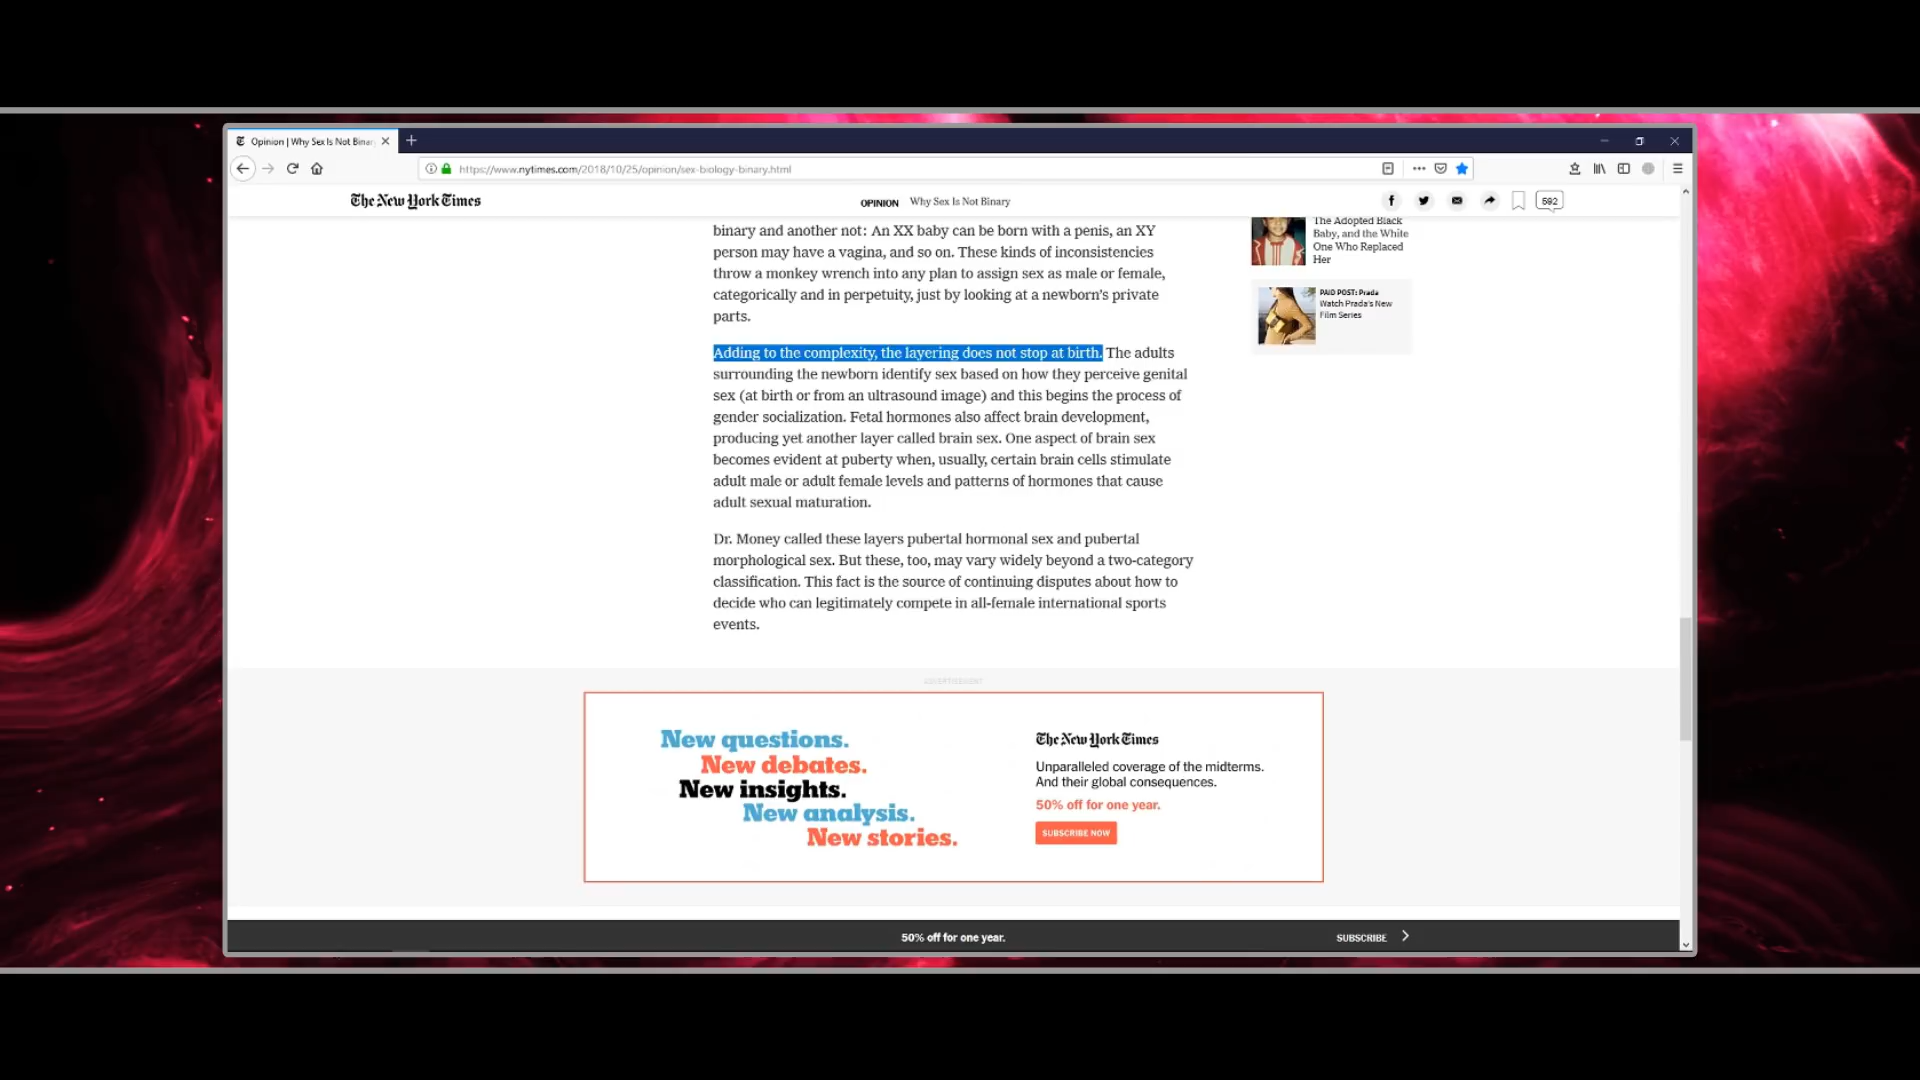 Opinion | Why Sex Is Not Binar
https://www.nytimes.com/2018/10/25/opinion/sex-biology-binary.html
The New York Times
OPINION Why Sex Is Not Binary
592
binary and another not: An XX baby can be born with a penis, an XY
person may have a vagina, and so on. These kinds of inconsistencies
throw a monkey wrench into any plan to assign sex as male or female,
categorically and in perpetuity, just by looking at a newborn's private
parts.
Adding to the complexity, the layering does not stop at birth. The adults
surrounding the newborn identify sex based on how they perceive genital
sex (at birth or from an ultrasound image) and this begins the process of
gender socialization. Fetal hormones also affect brain development,
producing yet another layer called brain sex. One aspect of brain sex
becomes evident at puberty when, usually, certain brain cells stimulate
adult male or adult female levels and patterns of hormones that cause
adult sexual maturation.
Dr. Money called these layers pubertal hormonal sex and pubertal
morphological sex. But these, too, may vary widely beyond a two-category
classification. This fact is the source of continuing disputes about how to
decide who can legitimately compete in all-female international sports
events.
The Adopted Black
Baby, and the White
One Who Replaced
Her
PAID POST: Prada
Watch Prada's New
Film Series
ADVERTISEMENT
New questions.
New debates.
New insights.
New analysis.
New stories.
The New York Times
Unparalleled coverage of the midterms.
And their global consequences.
50% off for one year.
SUBSCRIBE NOW
50% off for one year.
SUBSCRIBE